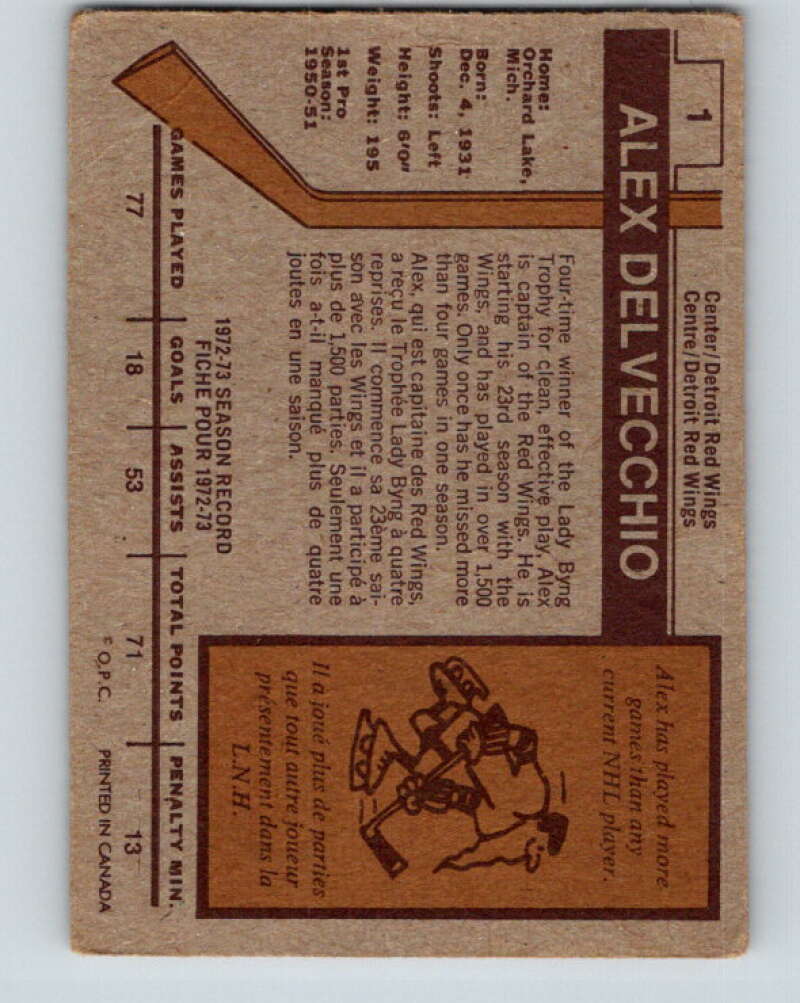 1
Center/Detroit Red Wings
Centre/Detroit Red Wings
ALEX DELVECCHIO
Home:
Orchard Lake,
Mich.
Born:
Dec. 4, 1931
Shoots: Left
Height: 6'0"
Weight: 195
1st Pro
Season:
1950-51
Four-time winner of the Lady Byng
Trophy for clean, effective play, Alex
is captain of the Red Wings. He is
starting his 23rd season with the
Wings, and has played in over 1,500
games. Only once has he missed more
than four games in one season.
Alex, qui est capitaine des Red Wings,
a reçu le Trophée Lady Byng à quatre
reprises. Il commence sa 23ème sai-
son avec les Wings et il a participé à
plus de 1,500 parties. Seulement une
fois a-t-il manqué plus de quatre
joutes en une saison.
Alex has played more
games than any
current NHL player.
Il a joué plus de parties
que tout autre joueur
présentement dans la
L.N.H.
1972-73 SEASON RECORD
FICHE POUR 1972-73
GAMES PLAYED GOALS ASSISTS TOTAL POINTS PENALTY MIN.
77 18 53 71 13
© O.P.C. PRINTED IN CANADA